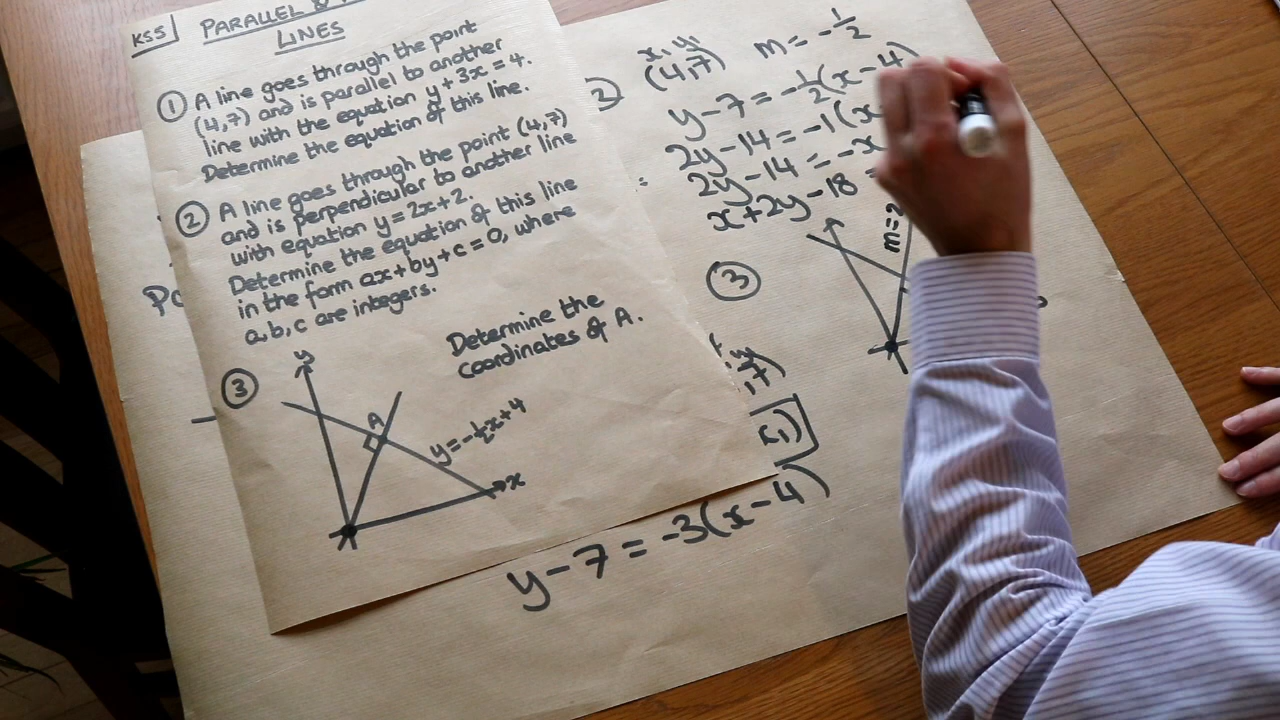 KS5
PARALLEL &
LINES
① A line goes through the point
(4,7) and is parallel to another
line with the equation y + 3x = 4.
Determine the equation of this line.
② A line goes through the point (4,7)
and is perpendicular to another line
with equation y = 2x + 2.
Determine the equation of this line
in the form ax + by + c = 0, where
a, b, c are integers.
③
Determine the
coordinates of A.
y
A
y = -½x + 4
x
x₁ y₁
(4,7) m = -½
y - 7 = -½(x - 4)
2y - 14 = -1(x
2y - 14 = -x
x + 2y - 18 =
③
m = 2
,7)
y - 7 = -3(x - 4)